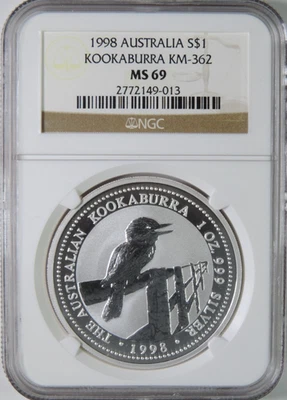 1998 AUSTRALIA S$1
KOOKABURRA KM-362
MS 69
2772149-013
NGC
THE AUSTRALIAN KOOKABURRA 1 OZ. 999 SILVER
· 1998 ·